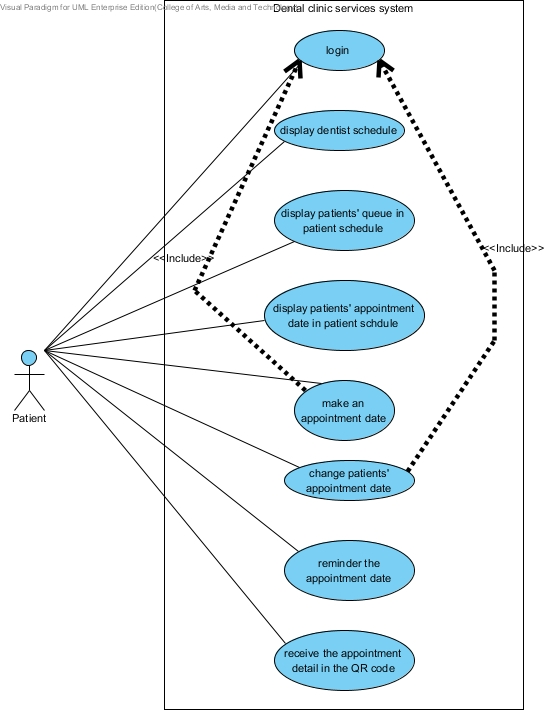 Visual Paradigm for UML Enterprise Edition(College of Arts, Media and
Dental clinic services system
login
display dentist schedule
display patients' queue in
patient schedule
<<Include>>
<<Include>>
display patients' appointment
date in patient schdule
Patient
make an
appointment date
change patients'
appointment date
reminder the
appointment date
receive the appointment
detail in the QR code